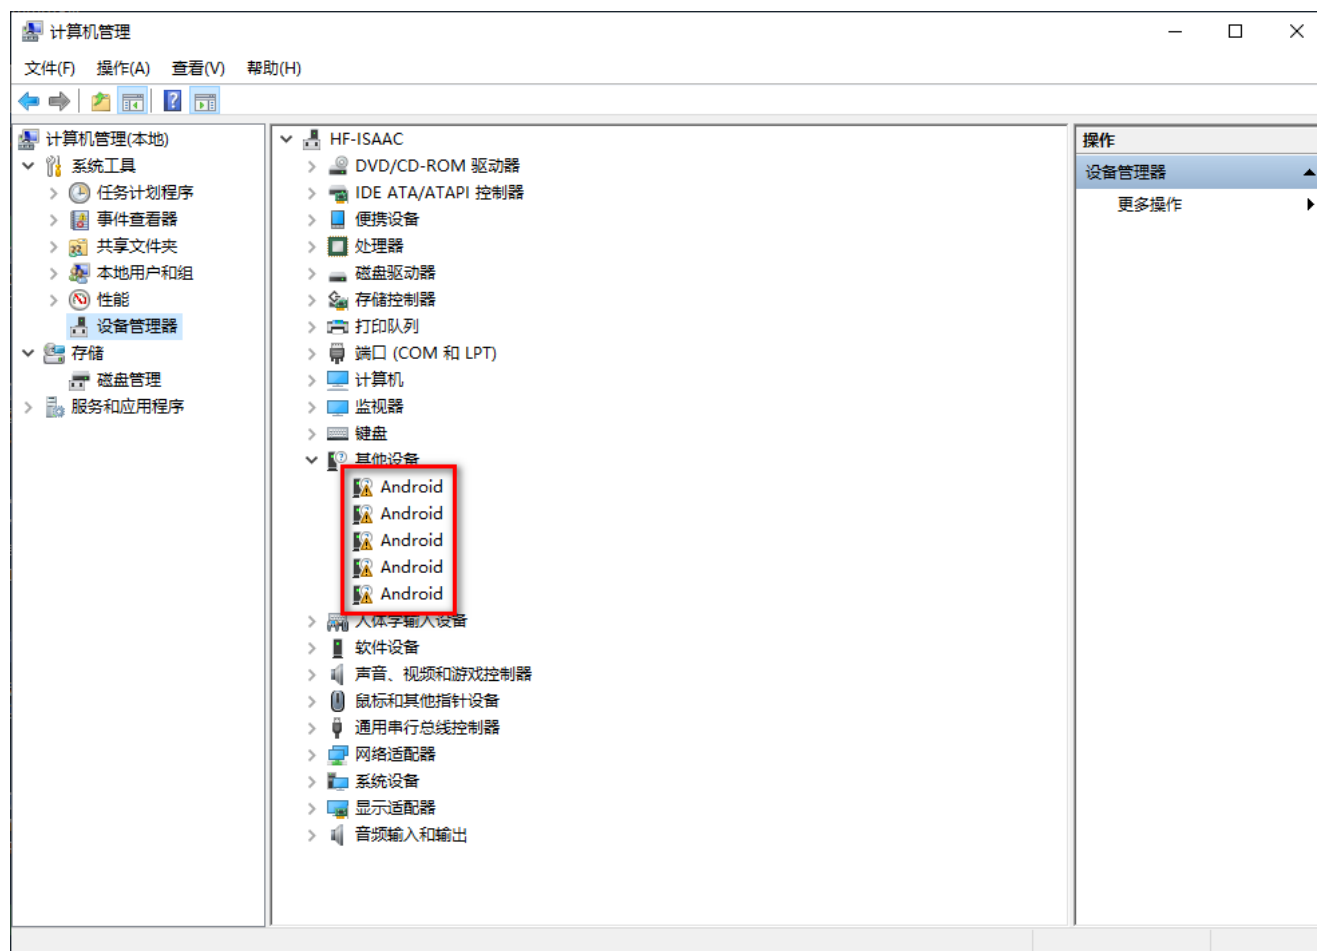 计算机管理
文件(F) 操作(A) 查看(V) 帮助(H)
计算机管理(本地)
系统工具
任务计划程序
事件查看器
共享文件夹
本地用户和组
性能
设备管理器
存储
磁盘管理
服务和应用程序
HF-ISAAC
DVD/CD-ROM 驱动器
IDE ATA/ATAPI 控制器
便携设备
处理器
磁盘驱动器
存储控制器
打印队列
端口 (COM 和 LPT)
计算机
监视器
键盘
其他设备
Android
Android
Android
Android
Android
人体学输入设备
软件设备
声音、视频和游戏控制器
鼠标和其他指针设备
通用串行总线控制器
网络适配器
系统设备
显示适配器
音频输入和输出
操作
设备管理器
更多操作